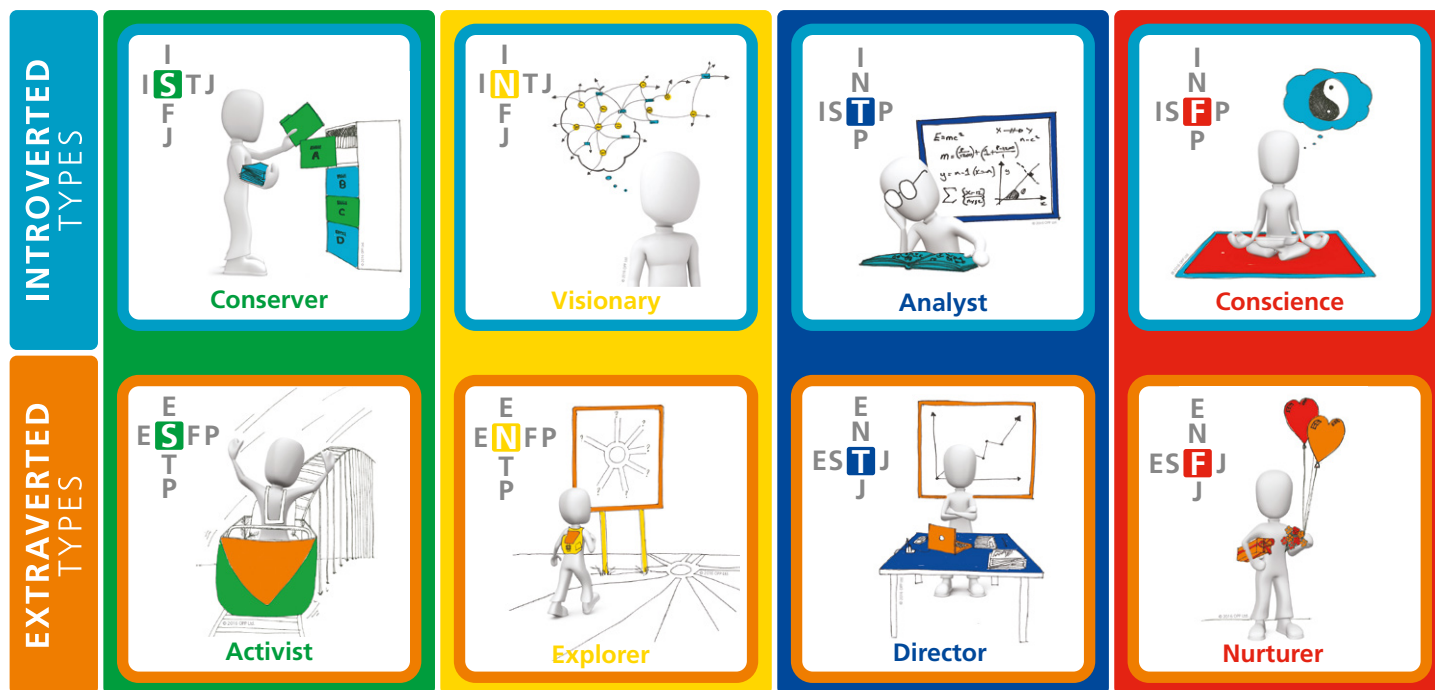 INTROVERTED
TYPES
I
ISTJ
F
J
A
B
C
D
Conserver
I
INTJ
F
J
Visionary
I
N
ISTP
P
E=mc²
Analyst
I
N
ISFP
P
Conscience
EXTRAVERTED
TYPES
E
ESFP
T
P
Activist
E
ENFP
T
P
Explorer
E
N
ESTJ
J
Director
E
N
ESFJ
J
Nurturer